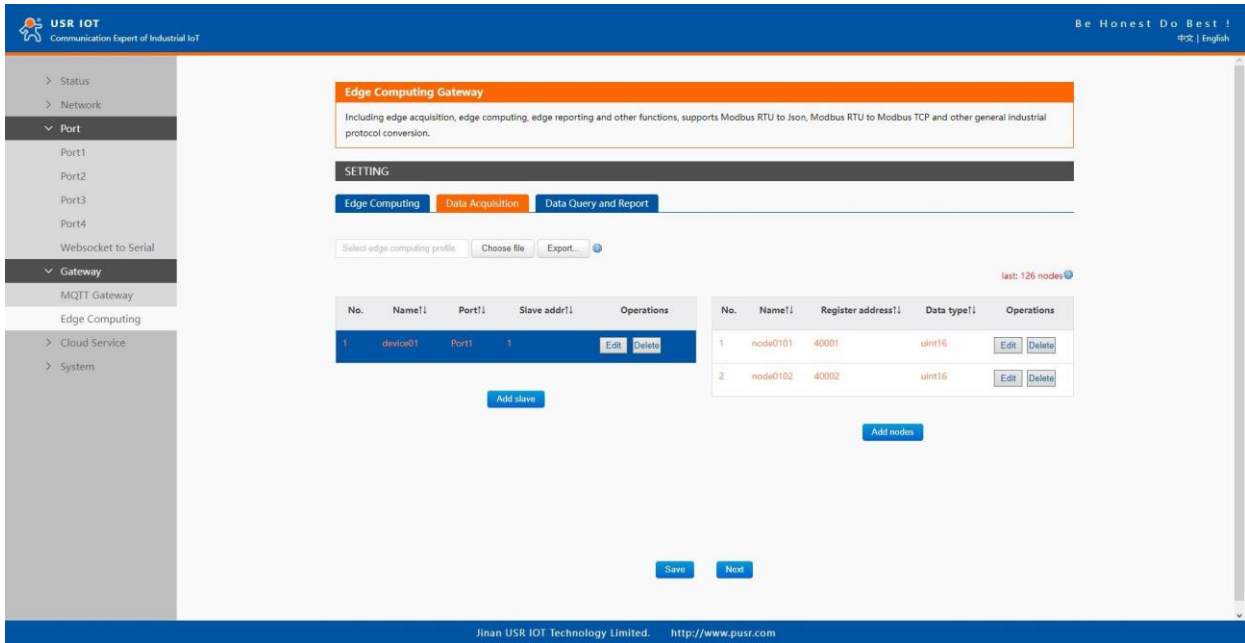 USR IOT
Communication Expert of Industrial IoT
Be Honest Do Best !
中文 | English
Status
Network
Port
Port1
Port2
Port3
Port4
Websocket to Serial
Gateway
MQTT Gateway
Edge Computing
Cloud Service
System
Edge Computing Gateway
Including edge acquisition, edge computing, edge reporting and other functions, supports Modbus RTU to Json, Modbus RTU to Modbus TCP and other general industrial
protocol conversion.
SETTING
Edge Computing Data Acquisition Data Query and Report
Select edge computing profile Choose file Export...
last: 126 nodes
No. Name↑↓ Port↑↓ Slave addr↑↓ Operations
1 device01 Port1 1 Edit Delete
Add slave
No. Name↑↓ Register address↑↓ Data type↑↓ Operations
1 node0101 40001 uint16 Edit Delete
2 node0102 40002 uint16 Edit Delete
Add nodes
Save Next
Jinan USR IOT Technology Limited. http://www.pusr.com